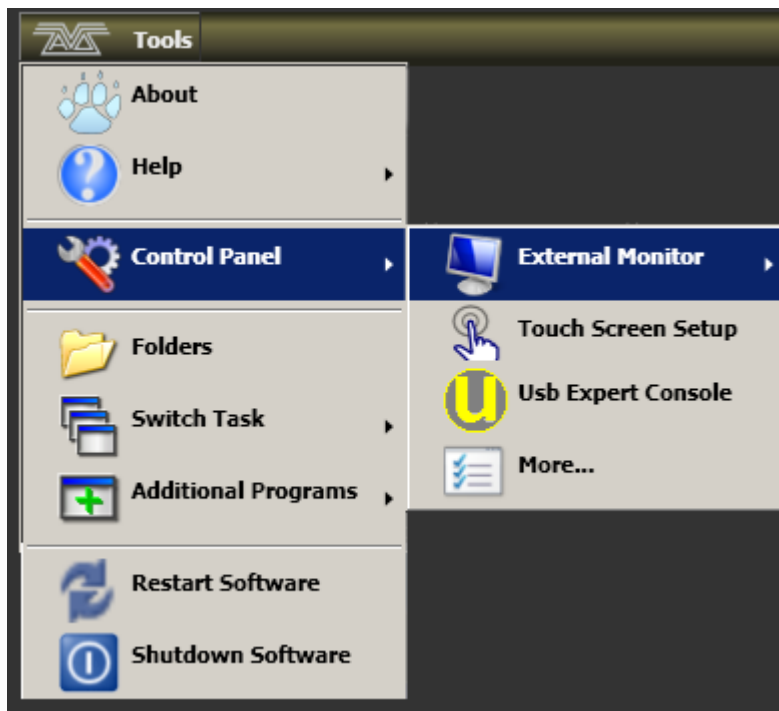 Tools
About
Help
Control Panel
External Monitor
Touch Screen Setup
Usb Expert Console
More...
Folders
Switch Task
Additional Programs
Restart Software
Shutdown Software